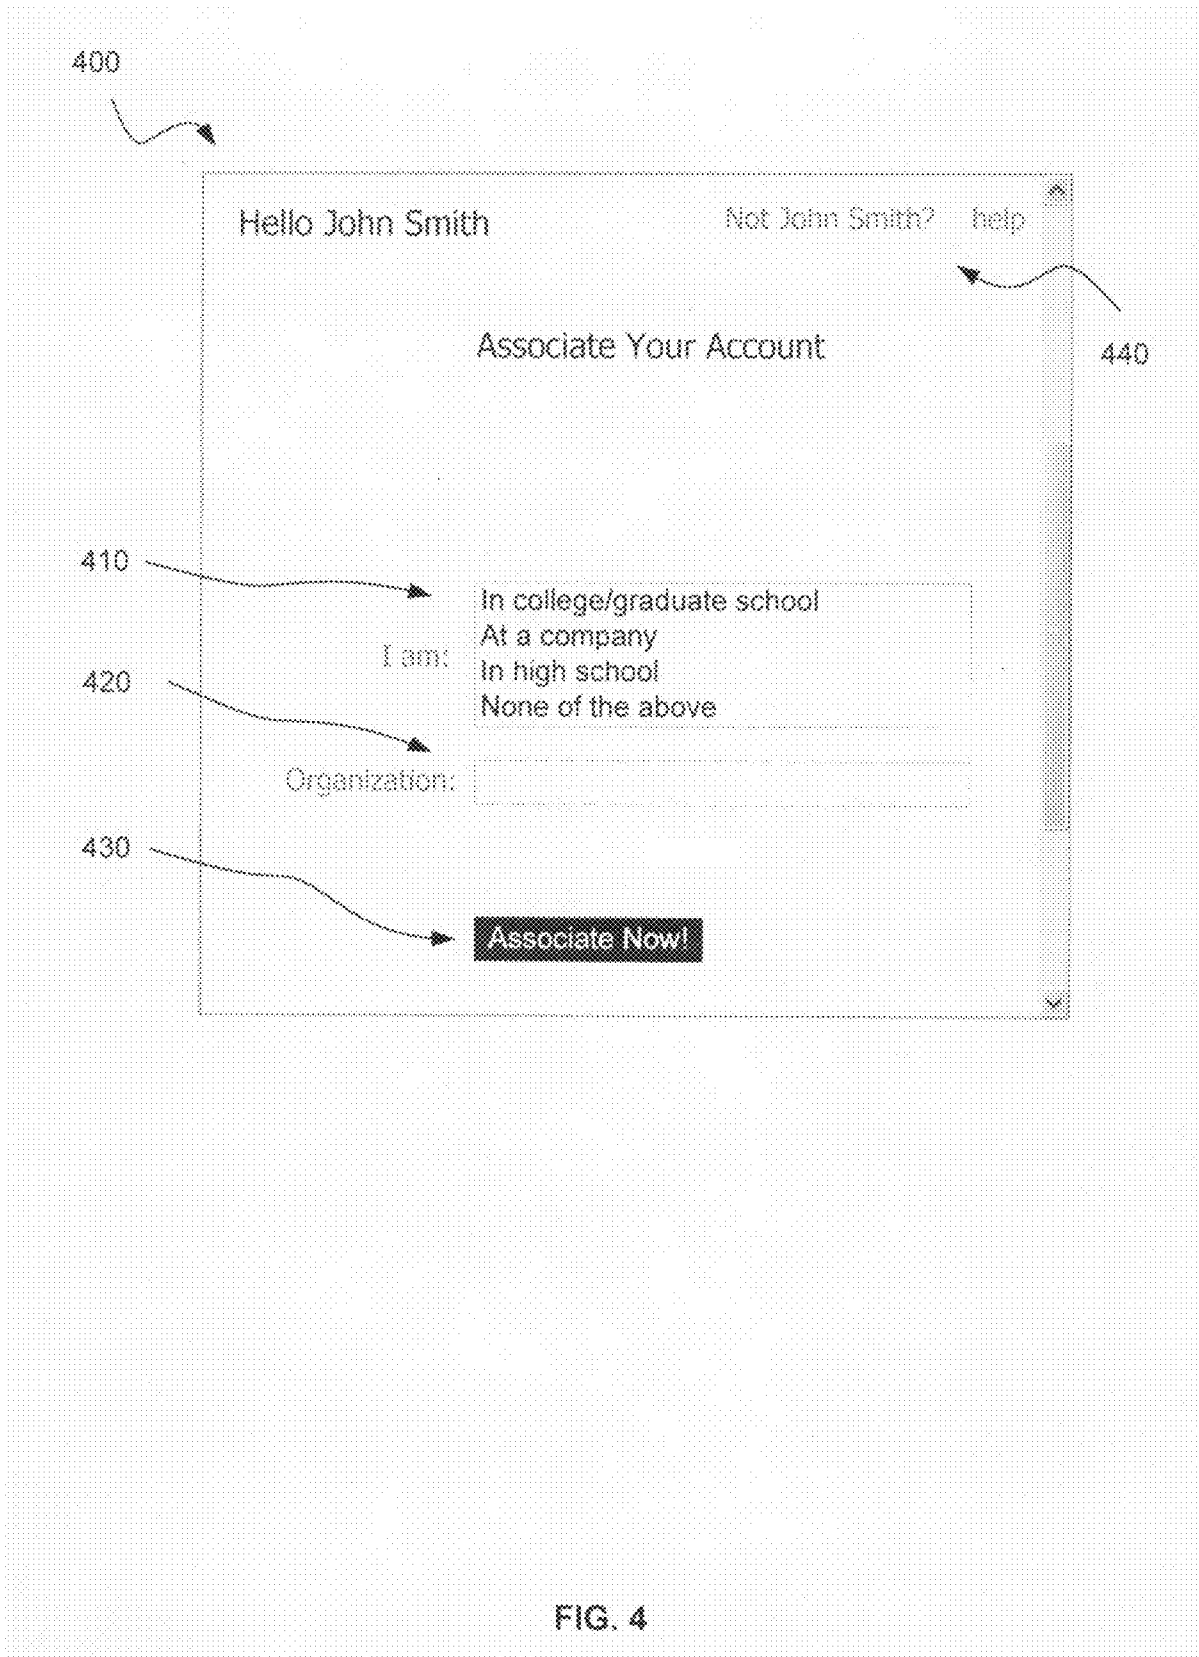 400
Hello John Smith
Not John Smith? help
440
Associate Your Account
410
In college/graduate school
At a company
I am:
In high school
420
None of the above
Organization:
430
Associate Now!
FIG. 4